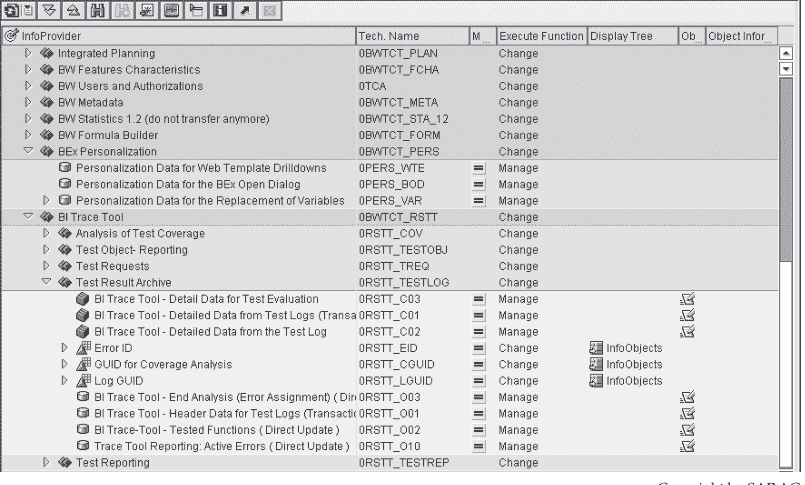 InfoProvider Tech. Name M ... Execute Function Display Tree Ob... Object Infor...
Integrated Planning 0BWTCT_PLAN Change
BW Features Characteristics 0BWTCT_FCHA Change
BW Users and Authorizations 0TCA Change
BW Metadata 0BWTCT_META Change
BW Statistics 1.2 (do not transfer anymore) 0BWTCT_STA_12 Change
BW Formula Builder 0BWTCT_FORM Change
BEx Personalization 0BWTCT_PERS Change
Personalization Data for Web Template Drilldowns 0PERS_WTE = Manage
Personalization Data for the BEx Open Dialog 0PERS_BOD = Manage
Personalization Data for the Replacement of Variables 0PERS_VAR = Manage
BI Trace Tool 0BWTCT_RSTT Change
Analysis of Test Coverage 0RSTT_COV Change
Test Object- Reporting 0RSTT_TESTOBJ Change
Test Requests 0RSTT_TREQ Change
Test Result Archive 0RSTT_TESTLOG Change
BI Trace Tool - Detail Data for Test Evaluation 0RSTT_C03 = Manage
BI Trace Tool - Detailed Data from Test Logs (Transa 0RSTT_C01 = Manage
BI Trace Tool - Detailed Data from the Test Log 0RSTT_C02 = Manage
Error ID 0RSTT_EID = Change InfoObjects
GUID for Coverage Analysis 0RSTT_CGUID = Change InfoObjects
Log GUID 0RSTT_LGUID = Change InfoObjects
BI Trace Tool - End Analysis (Error Assignment) ( Dir 0RSTT_O03 = Manage
BI Trace Tool - Header Data for Test Logs (Transactic 0RSTT_O01 = Manage
BI Trace-Tool - Tested Functions ( Direct Update ) 0RSTT_O02 = Manage
Trace Tool Reporting: Active Errors ( Direct Update ) 0RSTT_O10 = Manage
Test Reporting 0RSTT_TESTREP Change